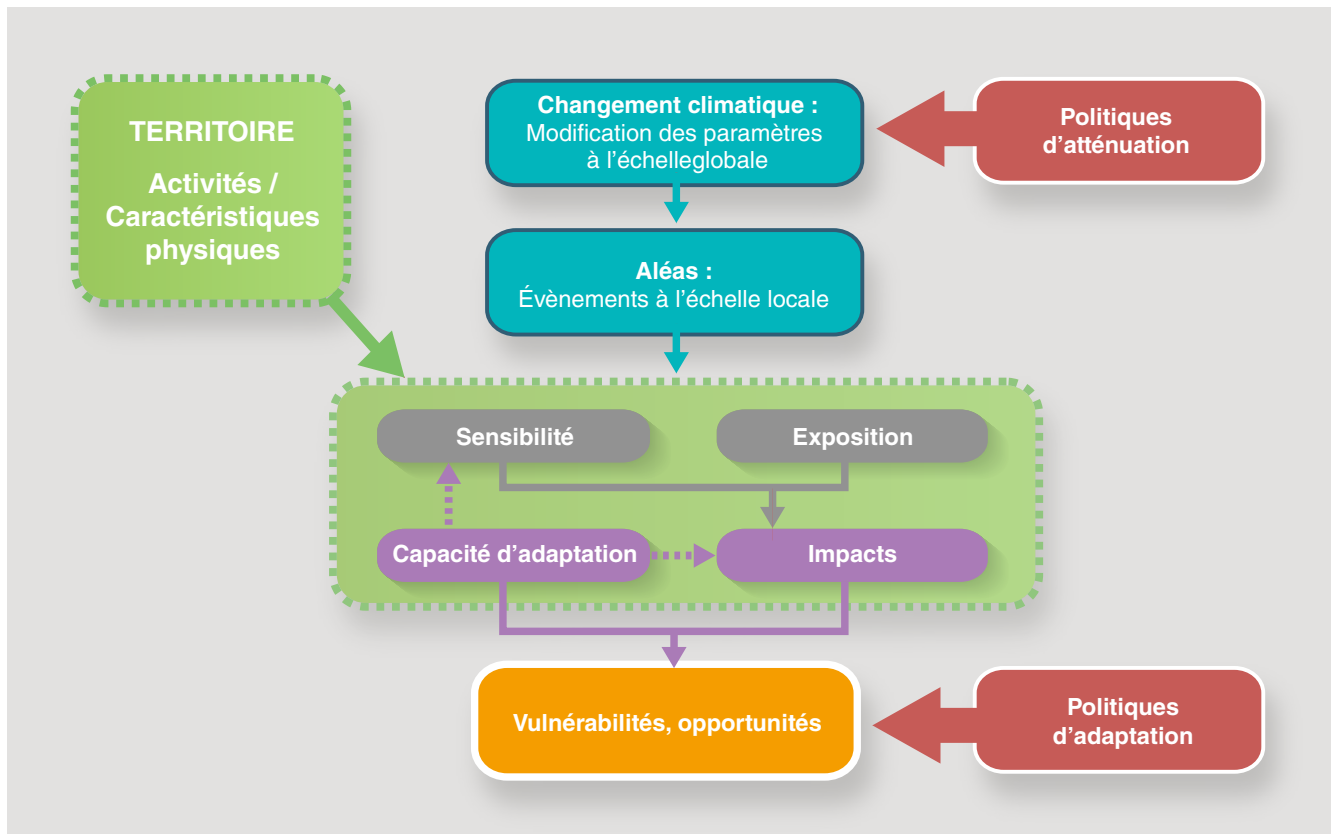 TERRITOIRE
Activités /
Caractéristiques
physiques
Changement climatique :
Modification des paramètres
à l'échelleglobale
Politiques
d'atténuation
Aléas :
Évènements à l'échelle locale
Sensibilité
Exposition
Capacité d'adaptation
Impacts
Vulnérabilités, opportunités
Politiques
d'adaptation